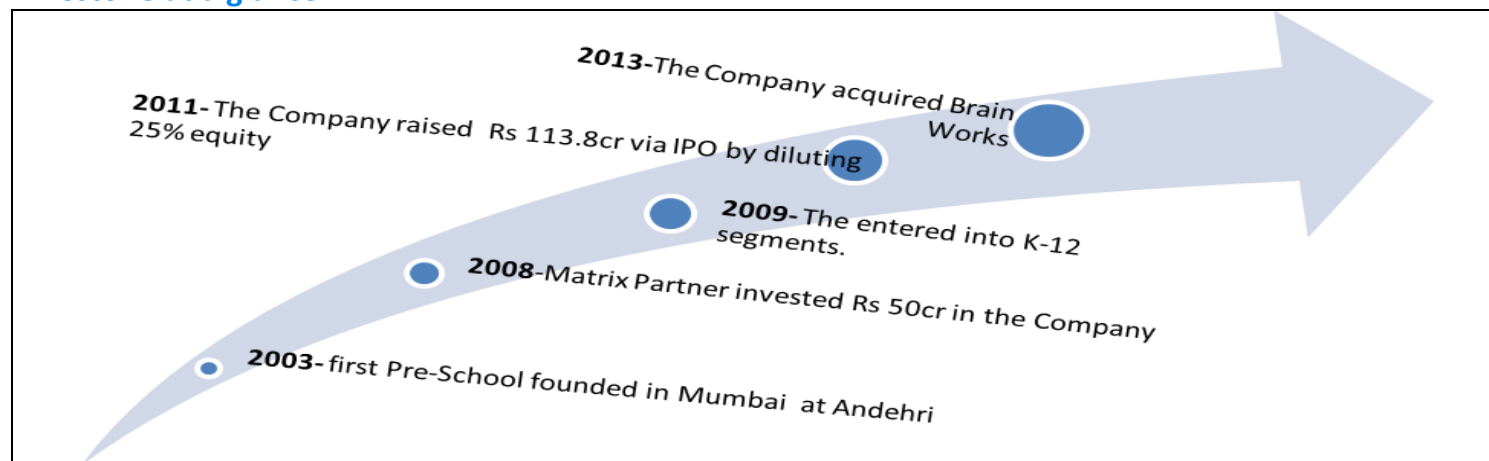 2013-The Company acquired Brain
Works
2011- The Company raised Rs 113.8cr via IPO by diluting
25% equity
2009- The entered into K-12
segments.
2008-Matrix Partner invested Rs 50cr in the Company
2003- first Pre-School founded in Mumbai at Andehri